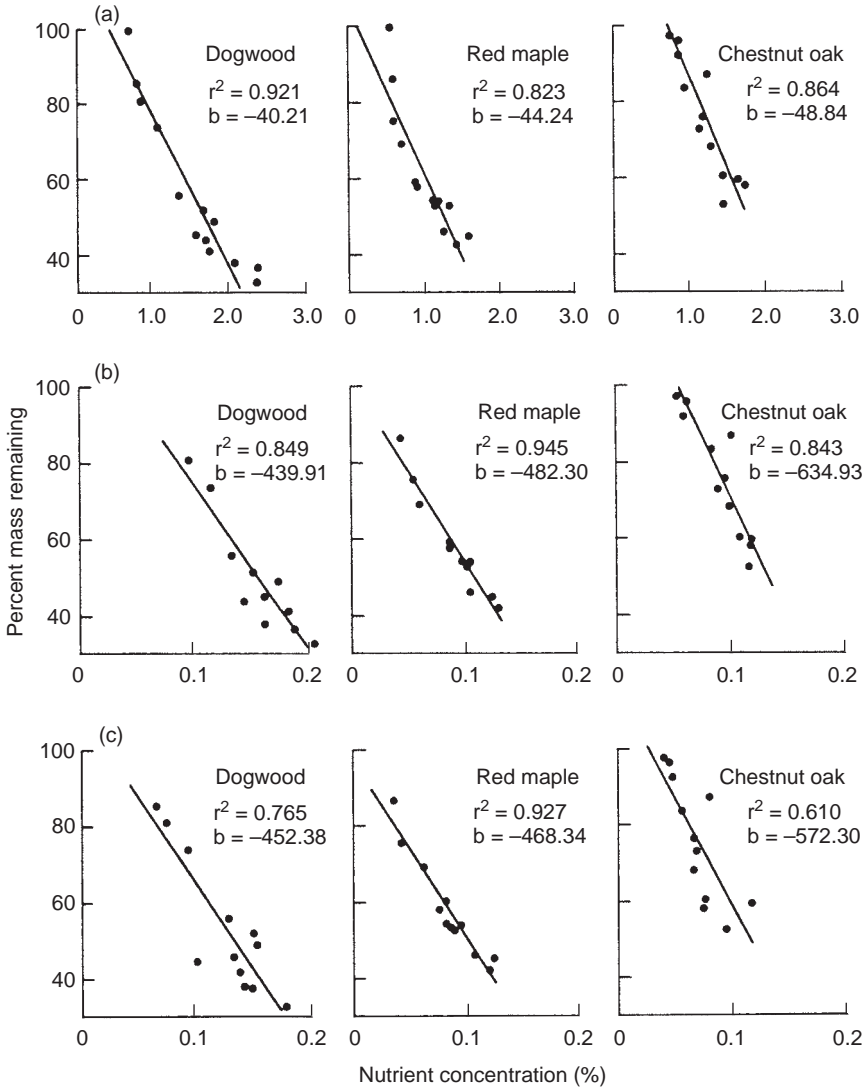 (a)
Dogwood
r² = 0.921
b = –40.21
Red maple
r² = 0.823
b = –44.24
Chestnut oak
r² = 0.864
b = –48.84
100
80
60
40
0 1.0 2.0 3.0
0 1.0 2.0 3.0
0 1.0 2.0 3.0
(b)
Dogwood
r² = 0.849
b = –439.91
Red maple
r² = 0.945
b = –482.30
Chestnut oak
r² = 0.843
b = –634.93
100
80
60
40
0 0.1 0.2
0 0.1 0.2
0 0.1 0.2
Percent mass remaining
(c)
Dogwood
r² = 0.765
b = –452.38
Red maple
r² = 0.927
b = –468.34
Chestnut oak
r² = 0.610
b = –572.30
100
80
60
40
0 0.1 0.2
0 0.1 0.2
0 0.1 0.2
Nutrient concentration (%)